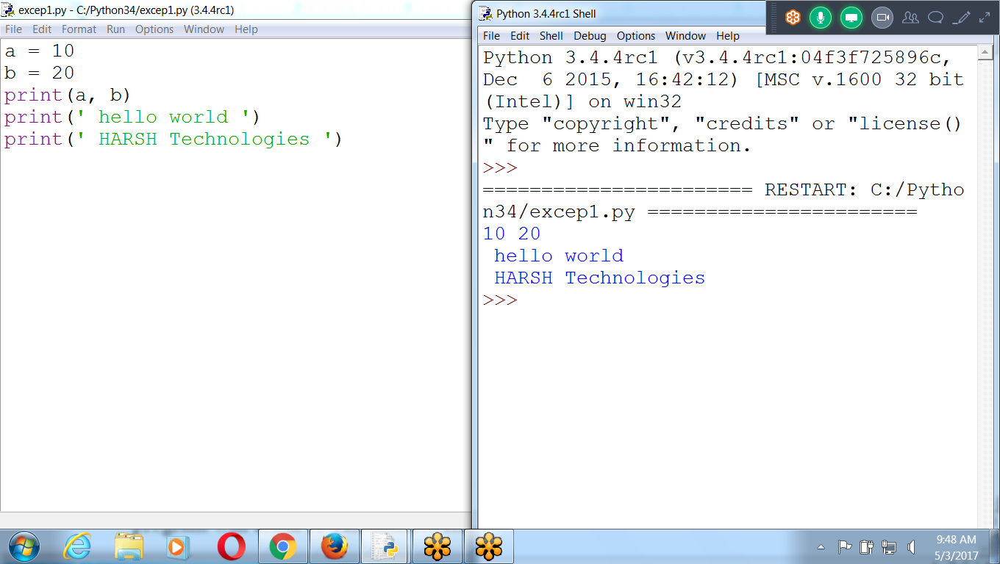 excep1.py - C:/Python34/excep1.py (3.4.4rc1)
File Edit Format Run Options Window Help
a = 10
b = 20
print(a, b)
print(' hello world ')
print(' HARSH Technologies ')
Python 3.4.4rc1 Shell
File Edit Shell Debug Options Window Help
Python 3.4.4rc1 (v3.4.4rc1:04f3f725896c,
Dec  6 2015, 16:42:12) [MSC v.1600 32 bit
(Intel)] on win32
Type "copyright", "credits" or "license()
" for more information.
>>>
======================= RESTART: C:/Pytho
n34/excep1.py =======================
10 20
 hello world
 HARSH Technologies
>>>
9:48 AM
5/3/2017